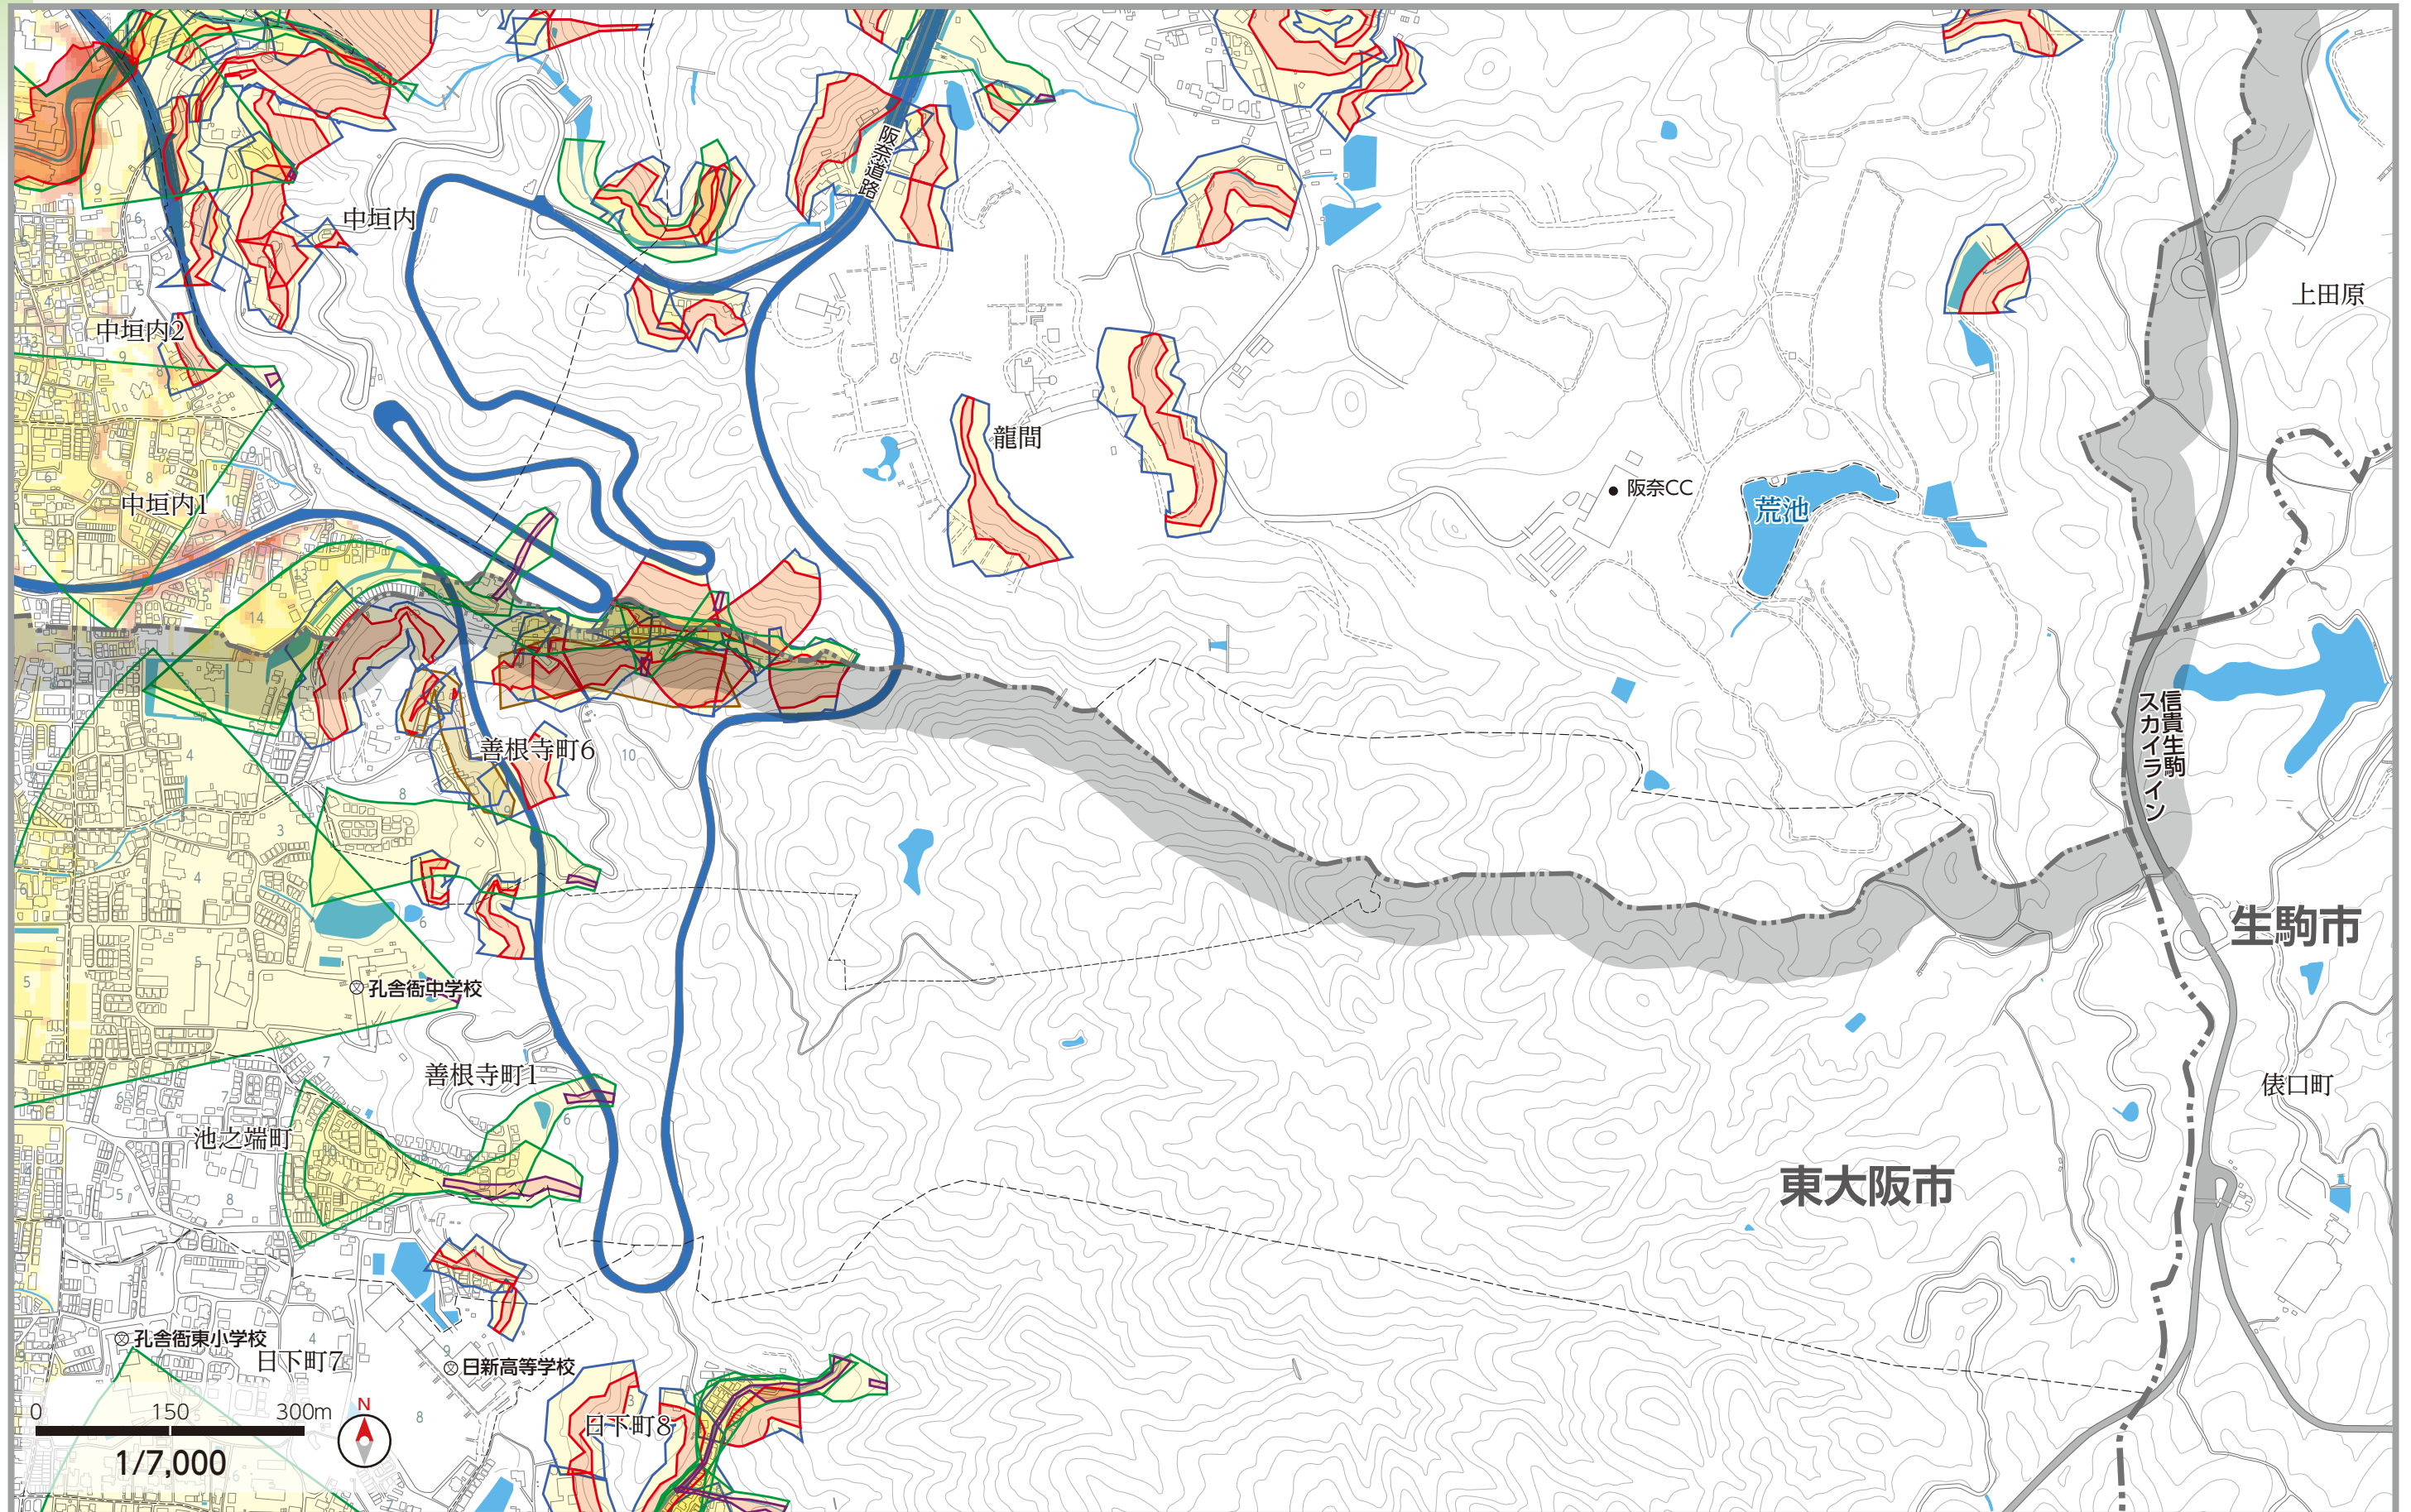 阪奈道路
中垣内
上田原
中垣内2
龍間
阪奈CC
荒池
中垣内1
信貴生駒
スカイライン
善根寺町6
生駒市
孔舎衙中学校
善根寺町1
俵口町
池之端町
東大阪市
孔舎衙東小学校
日下町7
日新高等学校
日下町8
0 150 300m
N
1/7,000